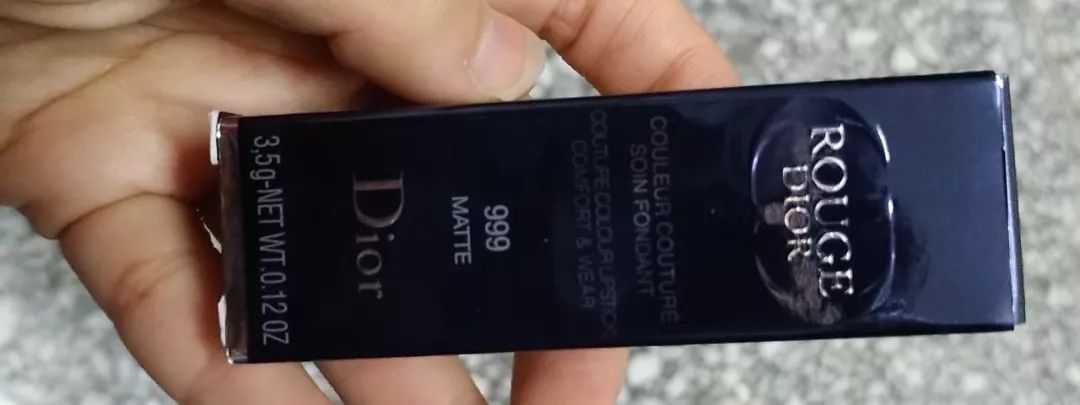 ROUGE
DIOR
COULEUR COUTURE
SOIN FONDANT
COUTURE COLOUR LIPSTICK
COMFORT & WEAR
999
MATTE
Dior
3,5g-NET WT.0.12 OZ